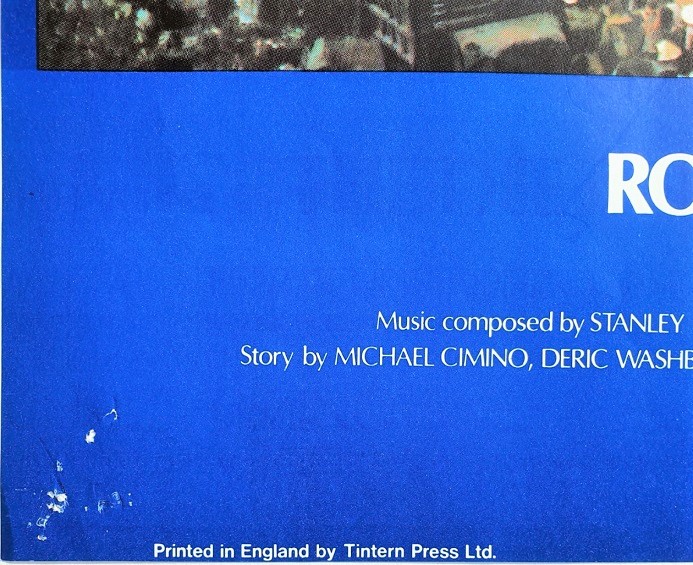 RO
Music composed by STANLEY
Story by MICHAEL CIMINO, DERIC WASHB
Printed in England by Tintern Press Ltd.